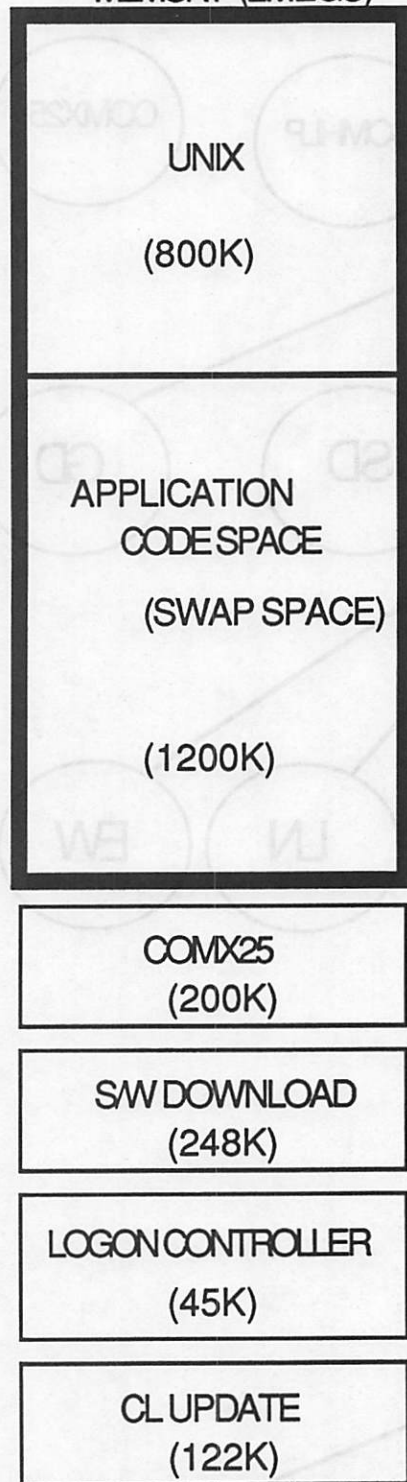 UNIX
(800K)
APPLICATION
CODE SPACE
(SWAP SPACE)
(1200K)
COMX25
(200K)
S/W DOWNLOAD
(248K)
LOGON CONTROLLER
(45K)
CL UPDATE
(122K)